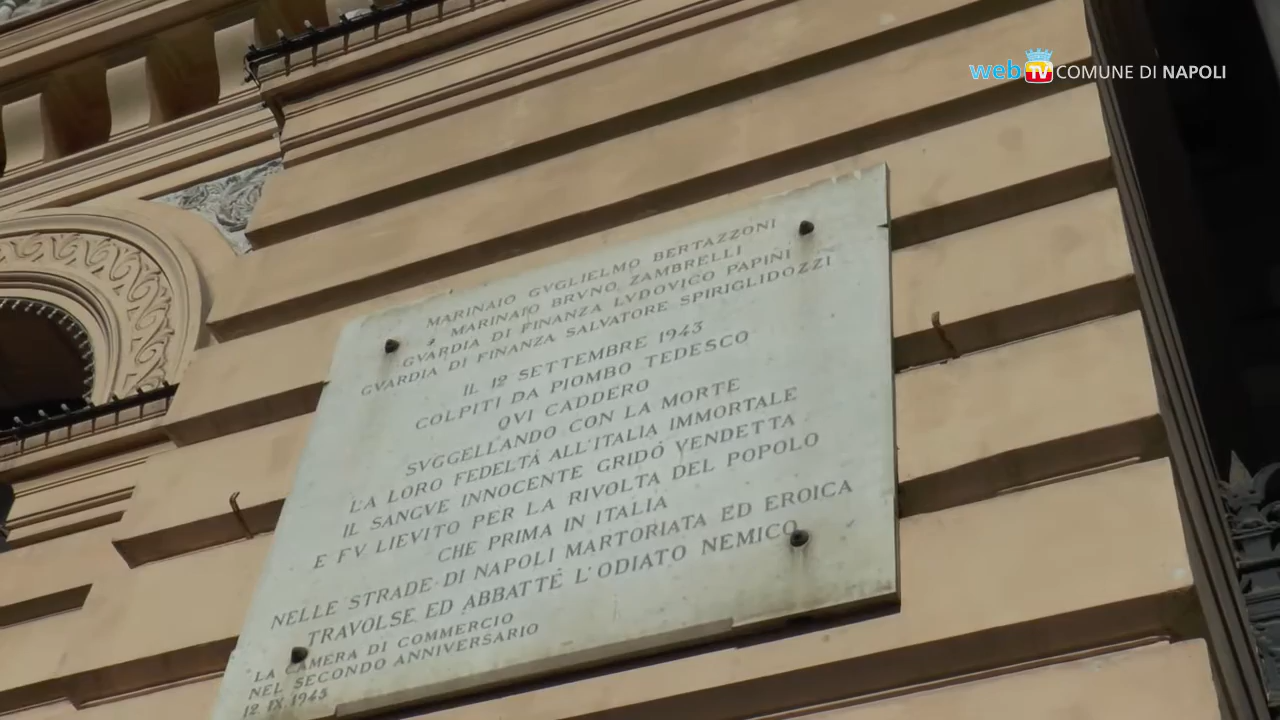 web TV COMUNE DI NAPOLI
MARINAIO GVGLIELMO BERTAZZONI
MARINAIO BRVNO ZAMBRELLI
GVARDIA DI FINANZA LVDOVICO PAPINI
GVARDIA DI FINANZA SALVATORE SPIRIGLIDOZZI
IL 12 SETTEMBRE 1943
COLPITI DA PIOMBO TEDESCO
QVI CADDERO
SVGGELLANDO CON LA MORTE
LA LORO FEDELTÀ ALL'ITALIA IMMORTALE
IL SANGVE INNOCENTE GRIDÒ VENDETTA
E FV LIEVITO PER LA RIVOLTA DEL POPOLO
CHE PRIMA IN ITALIA
NELLE STRADE DI NAPOLI MARTORIATA ED EROICA
TRAVOLSE ED ABBATTÈ L'ODIATO NEMICO
LA CAMERA DI COMMERCIO
NEL SECONDO ANNIVERSARIO
12.IX.1945